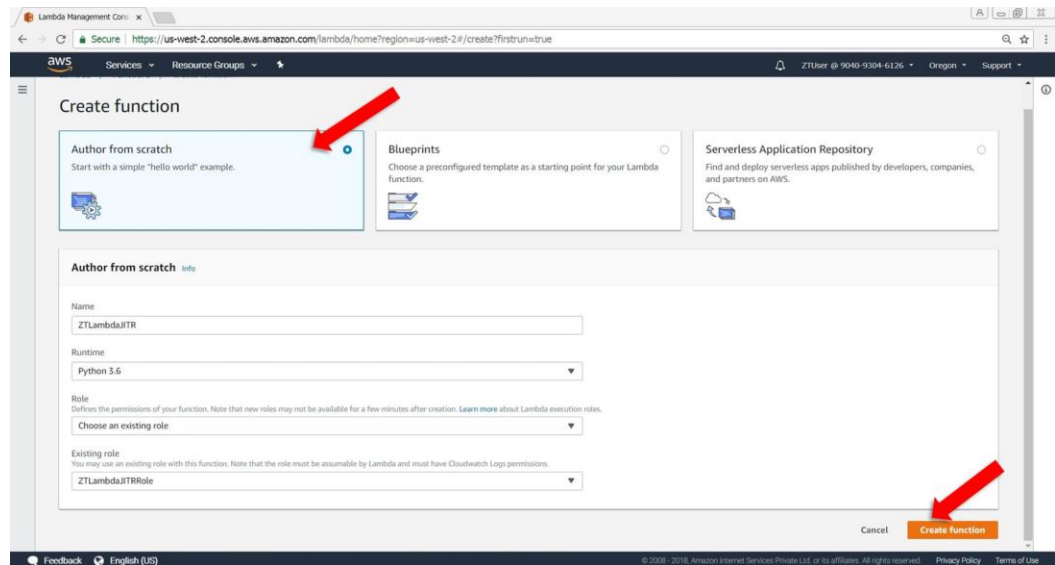 Lambda Management Cons
Secure | https://us-west-2.console.aws.amazon.com/lambda/home?region=us-west-2#/create?firstrun=true
aws Services Resource Groups ZTUser @ 9040-9304-6126 Oregon Support
Create function
Author from scratch
Start with a simple "hello world" example.
Blueprints
Choose a preconfigured template as a starting point for your Lambda
function.
Serverless Application Repository
Find and deploy serverless apps published by developers, companies,
and partners on AWS.
Author from scratch Info
Name
ZTLambdaJITR
Runtime
Python 3.6
Role
Defines the permissions of your function. Note that new roles may not be available for a few minutes after creation. Learn more about Lambda execution roles.
Choose an existing role
Existing role
You may use an existing role with this function. Note that the role must be assumable by Lambda and must have Cloudwatch Logs permissions.
ZTLambdaJITRRole
Cancel Create function
Feedback English (US) © 2008 - 2018, Amazon Internet Services Private Ltd. or its affiliates. All rights reserved. Privacy Policy Terms of Use